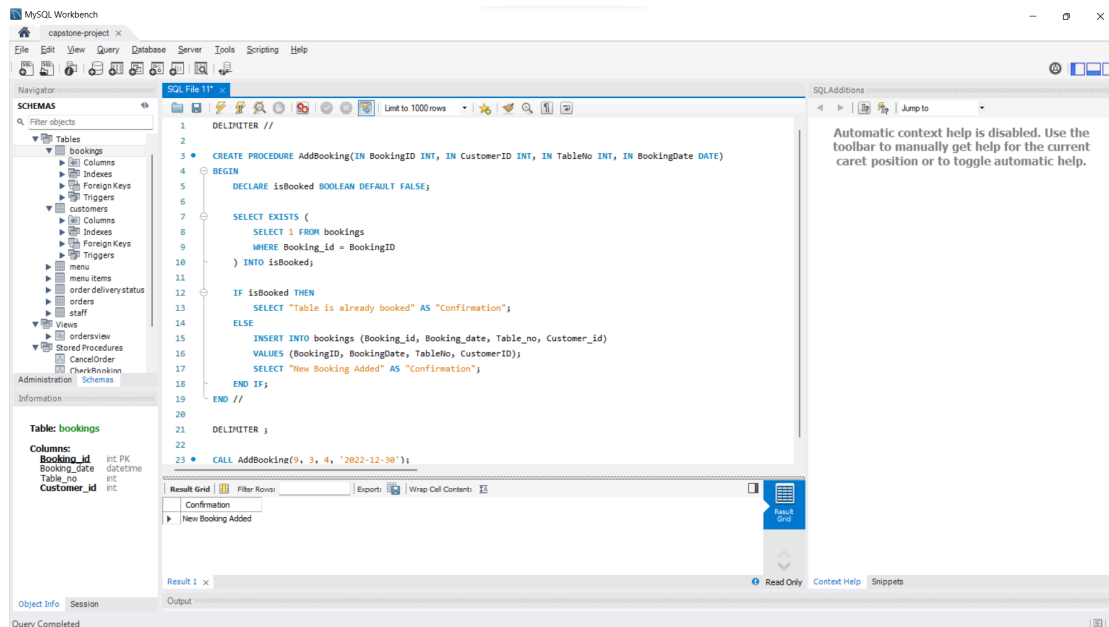 MySQL Workbench
capstone-project
File Edit View Query Database Server Tools Scripting Help
Navigator
SCHEMAS
Filter objects
Tables
bookings
Columns
Indexes
Foreign Keys
Triggers
customers
Columns
Indexes
Foreign Keys
Triggers
menu
menu items
order delivery status
orders
staff
Views
ordersview
Stored Procedures
CancelOrder
CheckBooking
Administration Schemas
Information
Table: bookings
Columns:
Booking_id int PK
Booking_date datetime
Table_no int
Customer_id int
Object Info Session
Query Completed
SQL File 11*
Limit to 1000 rows
1 DELIMITER //
2
3 CREATE PROCEDURE AddBooking(IN BookingID INT, IN CustomerID INT, IN TableNo INT, IN BookingDate DATE)
4 BEGIN
5 DECLARE isBooked BOOLEAN DEFAULT FALSE;
6
7 SELECT EXISTS (
8 SELECT 1 FROM bookings
9 WHERE Booking_id = BookingID
10 ) INTO isBooked;
11
12 IF isBooked THEN
13 SELECT "Table is already booked" AS "Confirmation";
14 ELSE
15 INSERT INTO bookings (Booking_id, Booking_date, Table_no, Customer_id)
16 VALUES (BookingID, BookingDate, TableNo, CustomerID);
17 SELECT "New Booking Added" AS "Confirmation";
18 END IF;
19 END //
20
21 DELIMITER ;
22
23 CALL AddBooking(9, 3, 4, '2022-12-30');
Result Grid Filter Rows: Export: Wrap Cell Content:
Confirmation
New Booking Added
Result Grid
Result 1
Read Only
Output
SQLAdditions
Jump to
Automatic context help is disabled. Use the
toolbar to manually get help for the current
caret position or to toggle automatic help.
Context Help Snippets